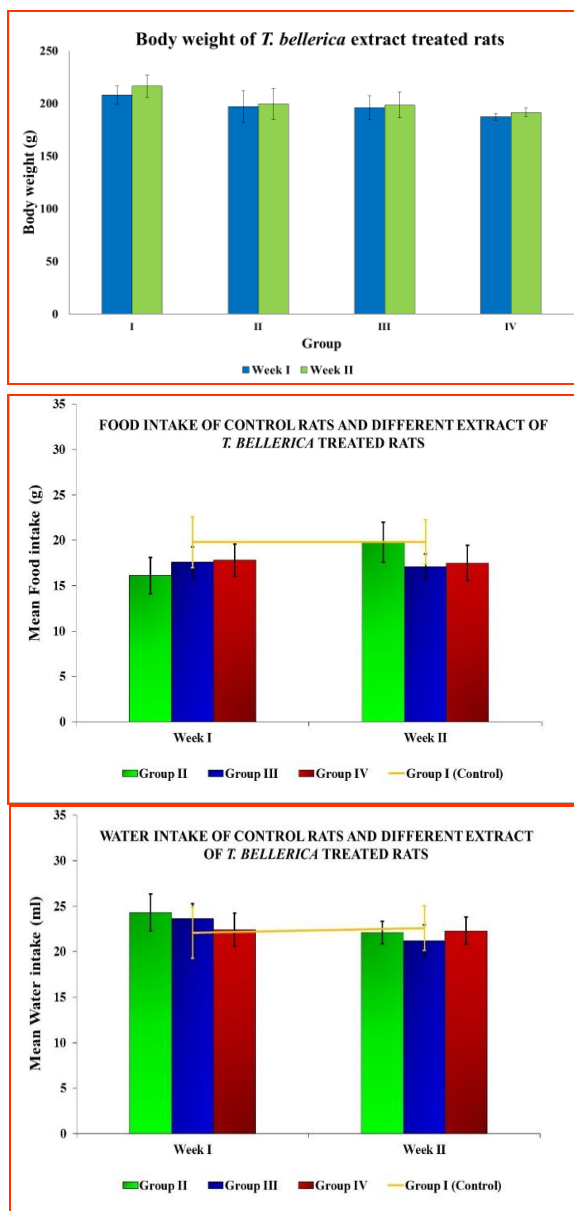 Body weight of T. bellerica extract treated rats
250
200
150
100
50
0
Body weight (g)
I II III IV
Group
Week I Week II
FOOD INTAKE OF CONTROL RATS AND DIFFERENT EXTRACT OF
T. BELLERICA TREATED RATS
35
30
25
20
15
10
5
0
Mean Food intake (g)
Week I Week II
Group II Group III Group IV Group I (Control)
WATER INTAKE OF CONTROL RATS AND DIFFERENT EXTRACT
OF T. BELLERICA TREATED RATS
35
30
25
20
15
10
5
0
Mean Water intake (ml)
Week I Week II
Group II Group III Group IV Group I (Control)